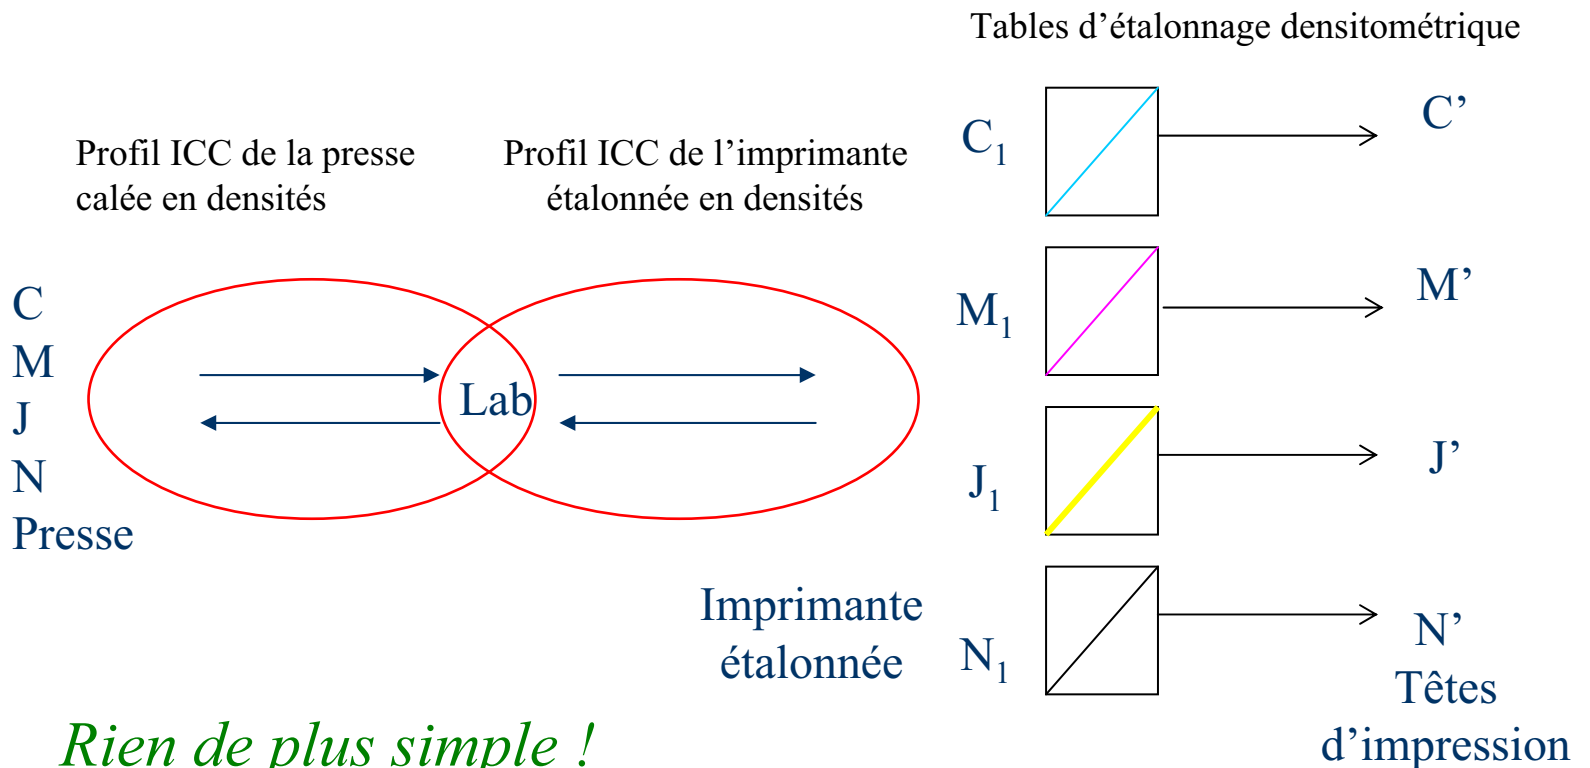 Tables d’étalonnage densitométrique
Profil ICC de la presse
calée en densités
Profil ICC de l’imprimante
étalonnée en densités
C
M
J
N
Presse
Lab
C₁
C’
M₁
M’
J₁
J’
Imprimante
étalonnée
N₁
N’
Têtes
d’impression
Rien de plus simple !